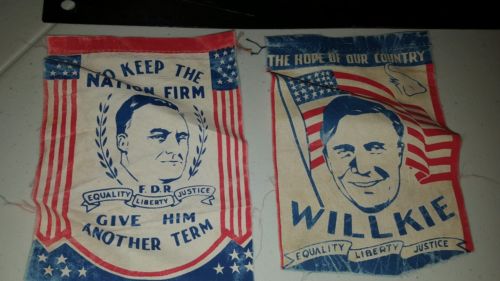 TO KEEP THE
NATION FIRM
F.D.R.
EQUALITY LIBERTY JUSTICE
GIVE HIM
ANOTHER TERM
THE HOPE OF OUR COUNTRY
WILLKIE
EQUALITY LIBERTY JUSTICE